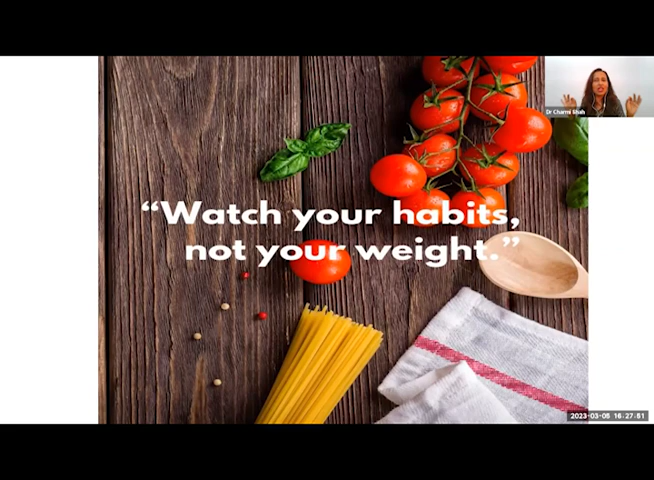 Dr Charmi Shah
“Watch your habits,
not your weight.”
2023-03-05 16:27:51